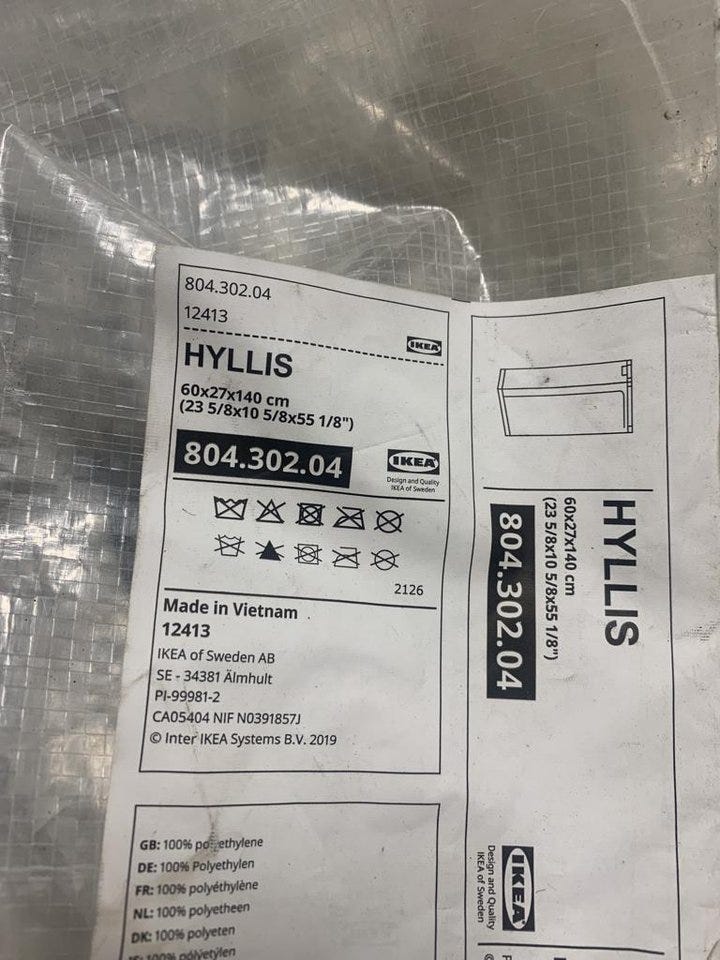 804.302.04
12413
IKEA
HYLLIS
60x27x140 cm
(23 5/8x10 5/8x55 1/8")
804.302.04
IKEA
Design and Quality
IKEA of Sweden
2126
Made in Vietnam
12413
IKEA of Sweden AB
SE - 34381 Älmhult
PI-99981-2
CA05404 NIF N0391857J
© Inter IKEA Systems B.V. 2019
GB: 100% polyethylene
DE: 100% Polyethylen
FR: 100% polyéthylène
NL: 100% polyetheen
DK: 100% polyeten
100% pólýetýlen
HYLLIS
60x27x140 cm
(23 5/8x10 5/8x55 1/8")
804.302.04
IKEA
Design and Quality
IKEA of Sweden